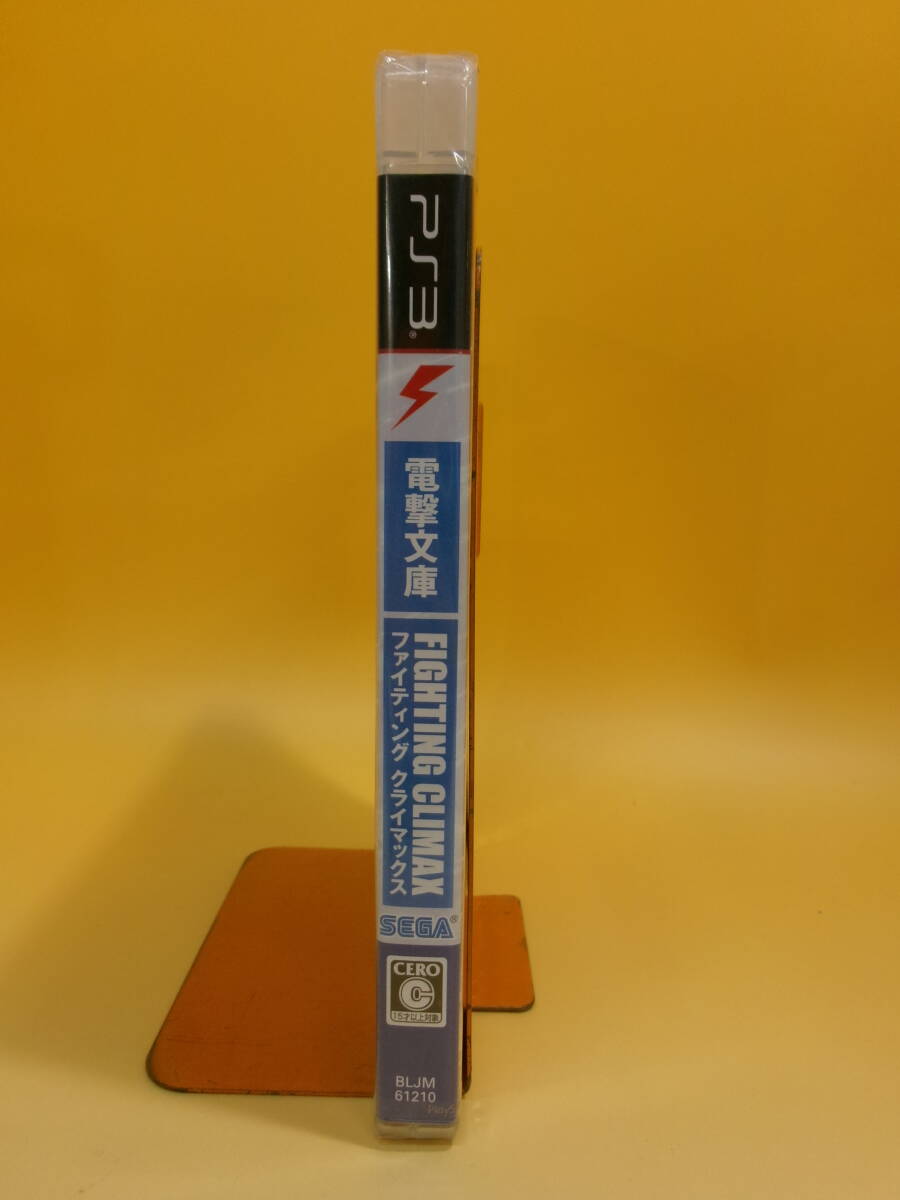 PS3®
電撃文庫
FIGHTING CLIMAX
ファイティング クライマックス
SEGA®
CERO
C
15才以上対象
BLJM
61210